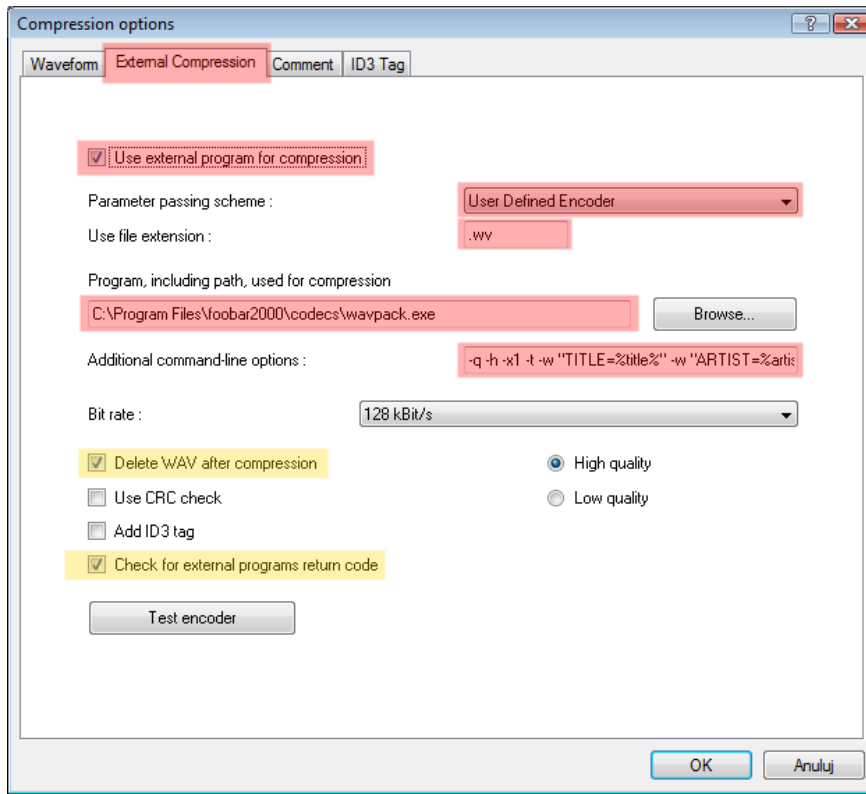 Compression options
Waveform External Compression Comment ID3 Tag
Use external program for compression
Parameter passing scheme : User Defined Encoder
Use file extension : .wv
Program, including path, used for compression
C:\Program Files\foobar2000\codecs\wavpack.exe Browse...
Additional command-line options : -q -h -x1 -t -w "TITLE=%title%" -w "ARTIST=%artis
Bit rate : 128 kBit/s
Delete WAV after compression High quality
Use CRC check Low quality
Add ID3 tag
Check for external programs return code
Test encoder
OK Anuluj